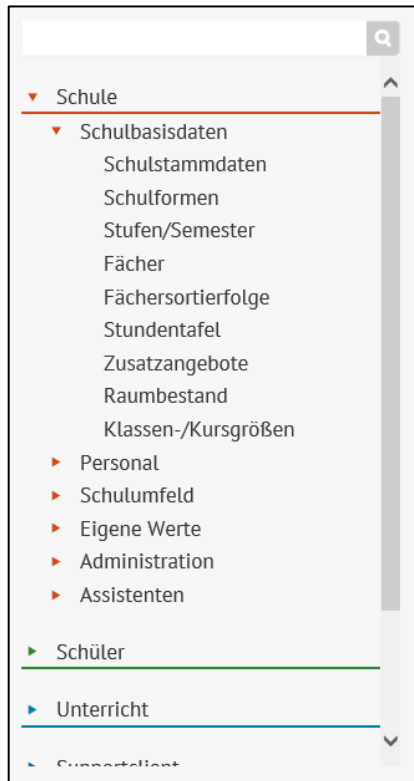 Schule
Schulbasisdaten
Schulstammdaten
Schulformen
Stufen/Semester
Fächer
Fächersortierfolge
Stundentafel
Zusatzangebote
Raumbestand
Klassen-/Kursgrößen
Personal
Schulumfeld
Eigene Werte
Administration
Assistenten
Schüler
Unterricht